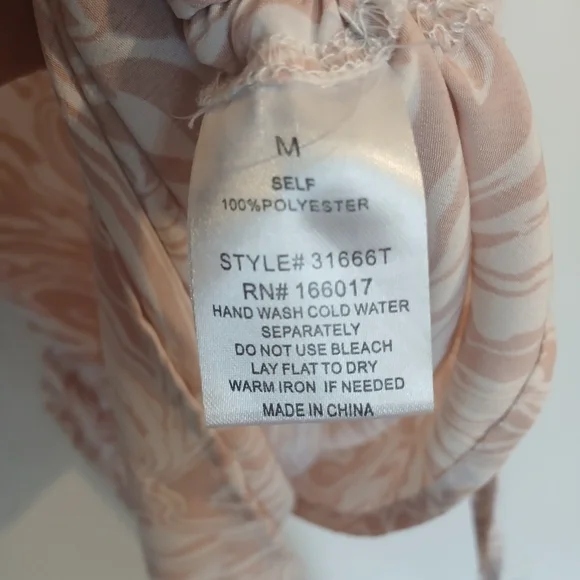 M
SELF
100%POLYESTER
STYLE# 31666T
RN# 166017
HAND WASH COLD WATER
SEPARATELY
DO NOT USE BLEACH
LAY FLAT TO DRY
WARM IRON IF NEEDED
MADE IN CHINA